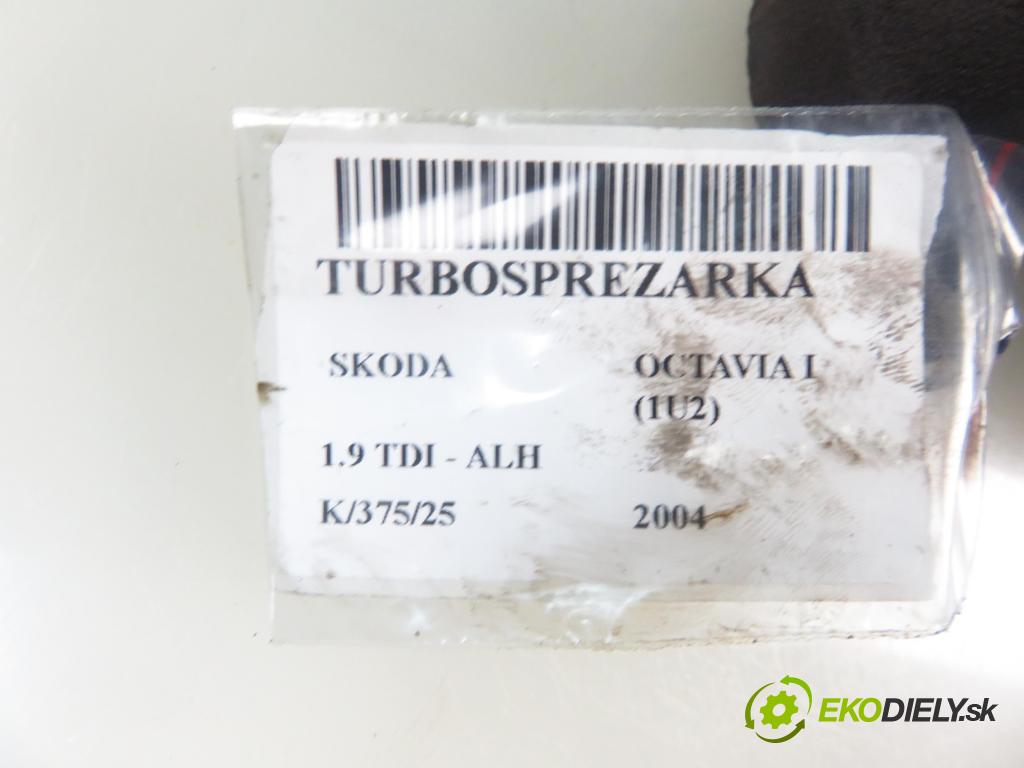 TURBOSPREZARKA
SKODA OCTAVIA I
(1U2)
1.9 TDI - ALH
K/375/25 2004
EKODIELY.sk